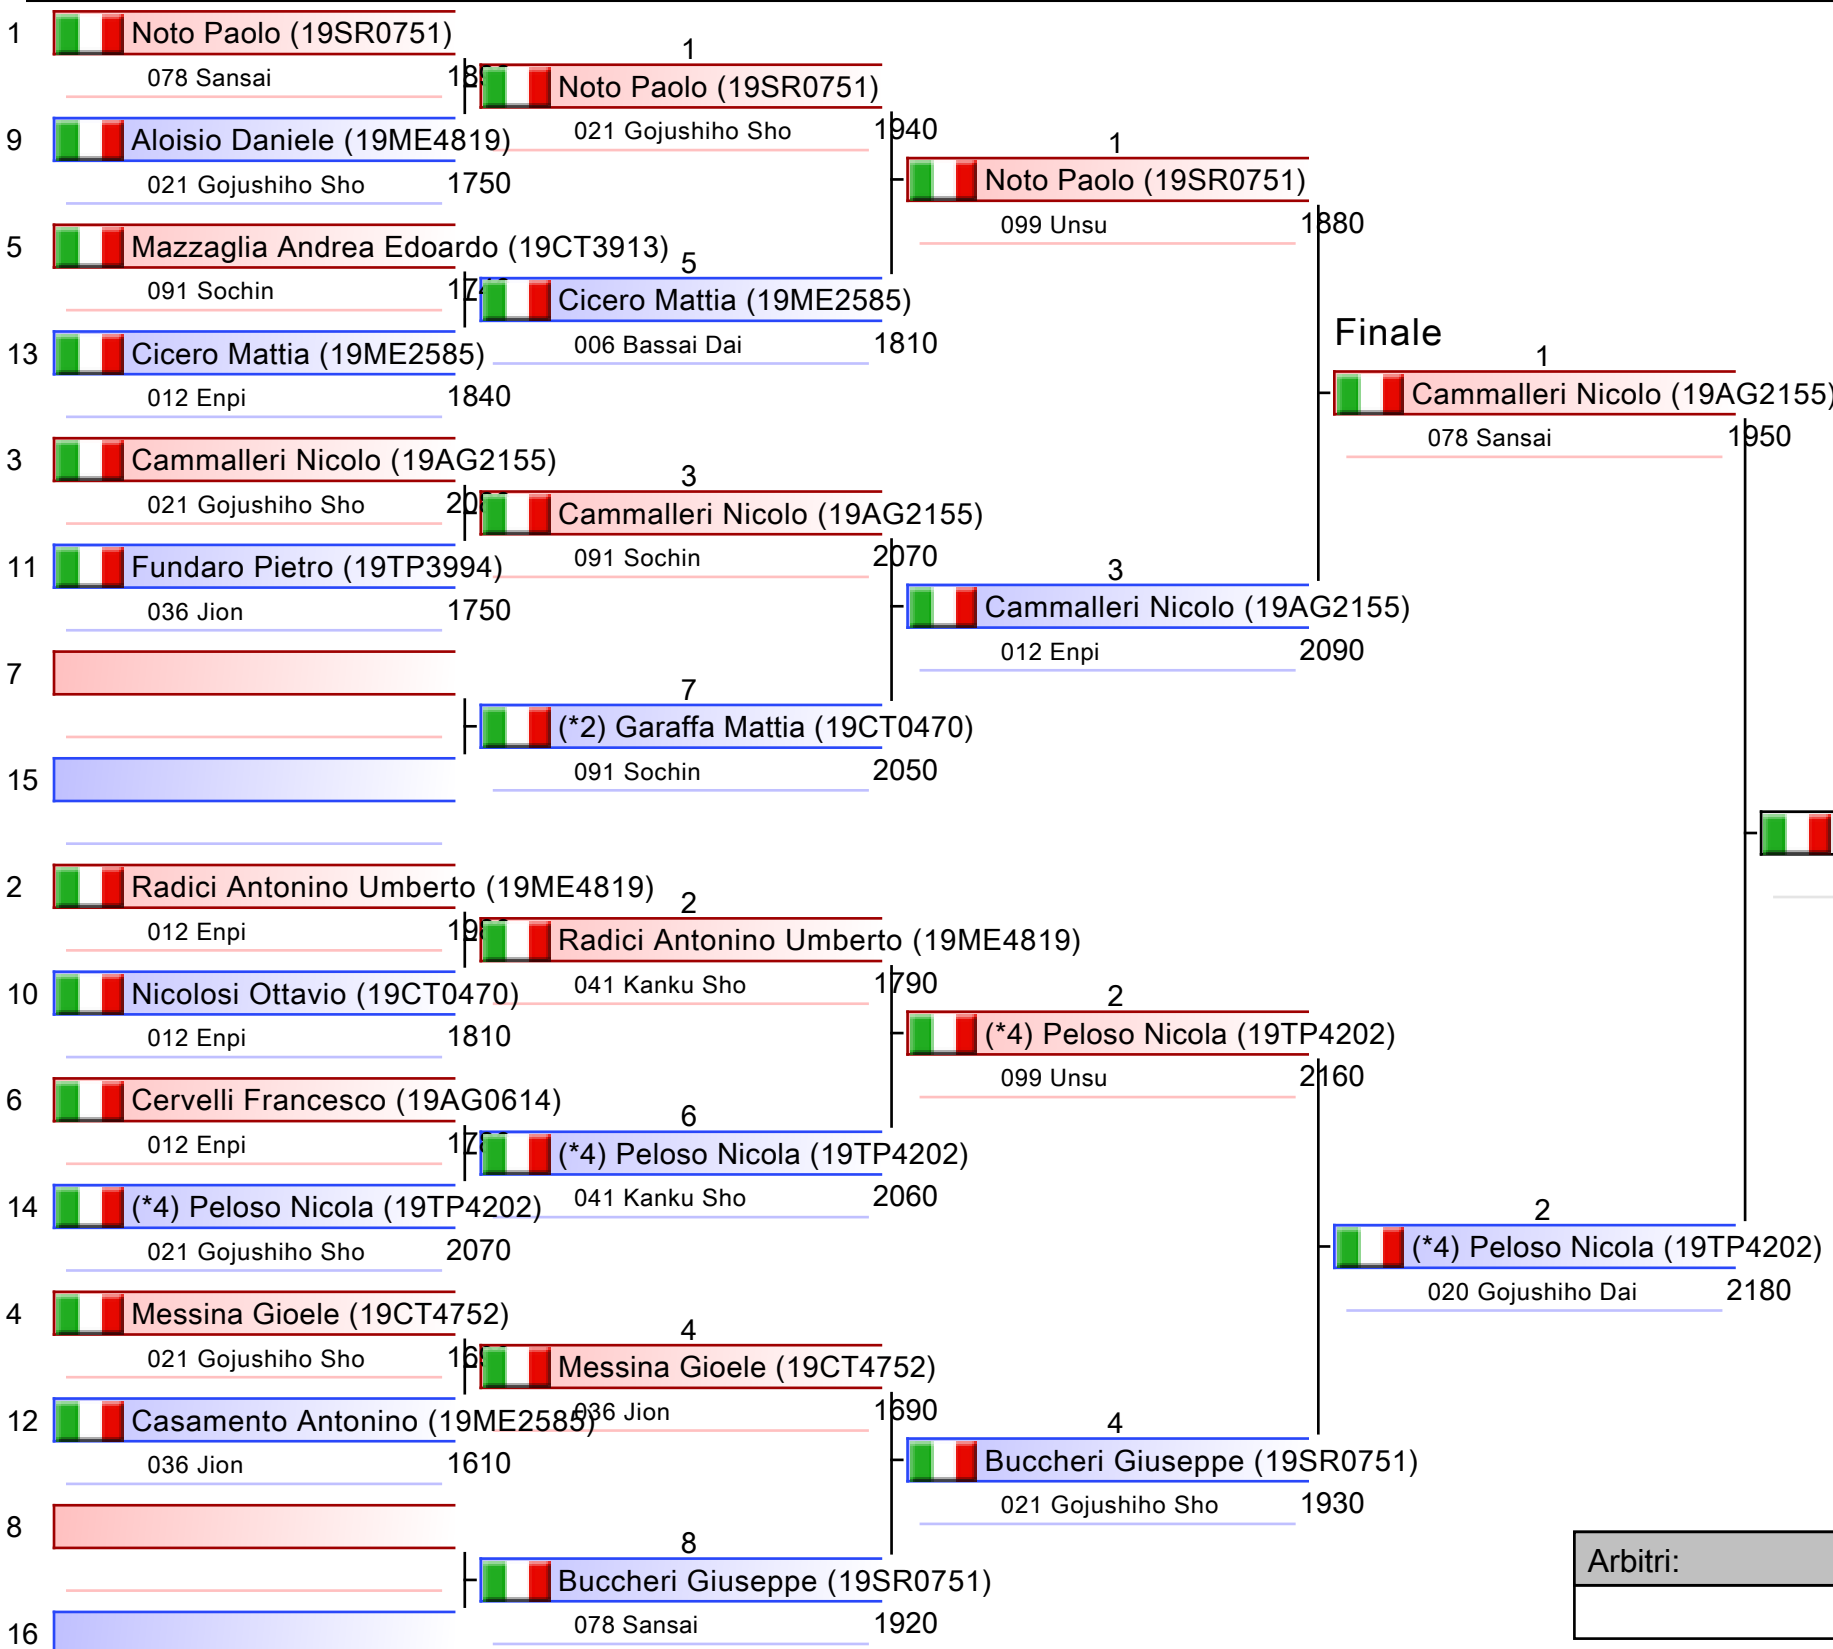 1 Noto Paolo (19SR0751)
078 Sansai
9 Aloisio Daniele (19ME4819)
021 Gojushiho Sho 1750
5 Mazzaglia Andrea Edoardo (19CT3913)
091 Sochin
13 Cicero Mattia (19ME2585)
012 Enpi 1840
3 Cammalleri Nicolo (19AG2155)
021 Gojushiho Sho
11 Fundaro Pietro (19TP3994)
036 Jion 1750
7
15
2 Radici Antonino Umberto (19ME4819)
012 Enpi
10 Nicolosi Ottavio (19CT0470)
012 Enpi 1810
6 Cervelli Francesco (19AG0614)
012 Enpi
14 (*4) Peloso Nicola (19TP4202)
021 Gojushiho Sho 2070
4 Messina Gioele (19CT4752)
021 Gojushiho Sho
12 Casamento Antonino (19ME2585)
036 Jion 1610
8
16
1
Noto Paolo (19SR0751)
021 Gojushiho Sho 1940
5
Cicero Mattia (19ME2585)
006 Bassai Dai 1810
3
Cammalleri Nicolo (19AG2155)
091 Sochin 2070
7
(*2) Garaffa Mattia (19CT0470)
091 Sochin 2050
2
Radici Antonino Umberto (19ME4819)
041 Kanku Sho 1790
6
(*4) Peloso Nicola (19TP4202)
041 Kanku Sho 2060
4
Messina Gioele (19CT4752)
036 Jion 1690
8
Buccheri Giuseppe (19SR0751)
078 Sansai 1920
1
Noto Paolo (19SR0751)
099 Unsu 1880
3
Cammalleri Nicolo (19AG2155)
012 Enpi 2090
2
(*4) Peloso Nicola (19TP4202)
099 Unsu 2160
4
Buccheri Giuseppe (19SR0751)
021 Gojushiho Sho 1930
Finale
1
Cammalleri Nicolo (19AG2155)
078 Sansai 1950
2
(*4) Peloso Nicola (19TP4202)
020 Gojushiho Dai 2180
Arbitri: